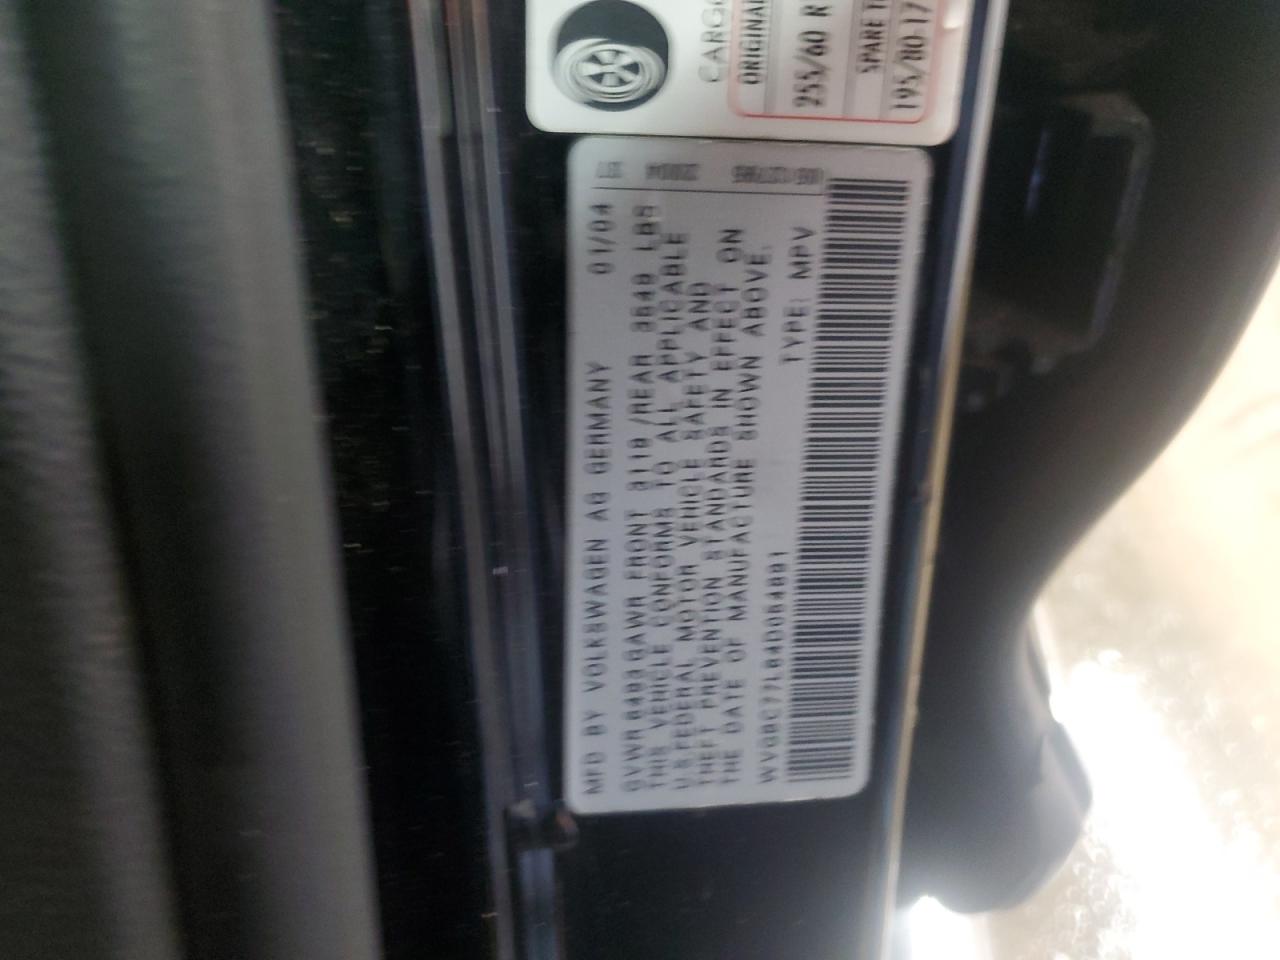 CARGO
ORIGINAL
255/60 R
SPARE
195/80-17
MFD BY VOLKSWAGEN AG GERMANY 01/04
GVWR 6493 GAWR FRONT 3119 /REAR 3549 LBS
THIS VEHICLE CONFORMS TO ALL APPLICABLE
U.S.FEDERAL MOTOR VEHICLE SAFETY AND
THEFT PREVENTION STANDARDS IN EFFECT ON
THE DATE OF MANUFACTURE SHOWN ABOVE.
TYPE: MPV